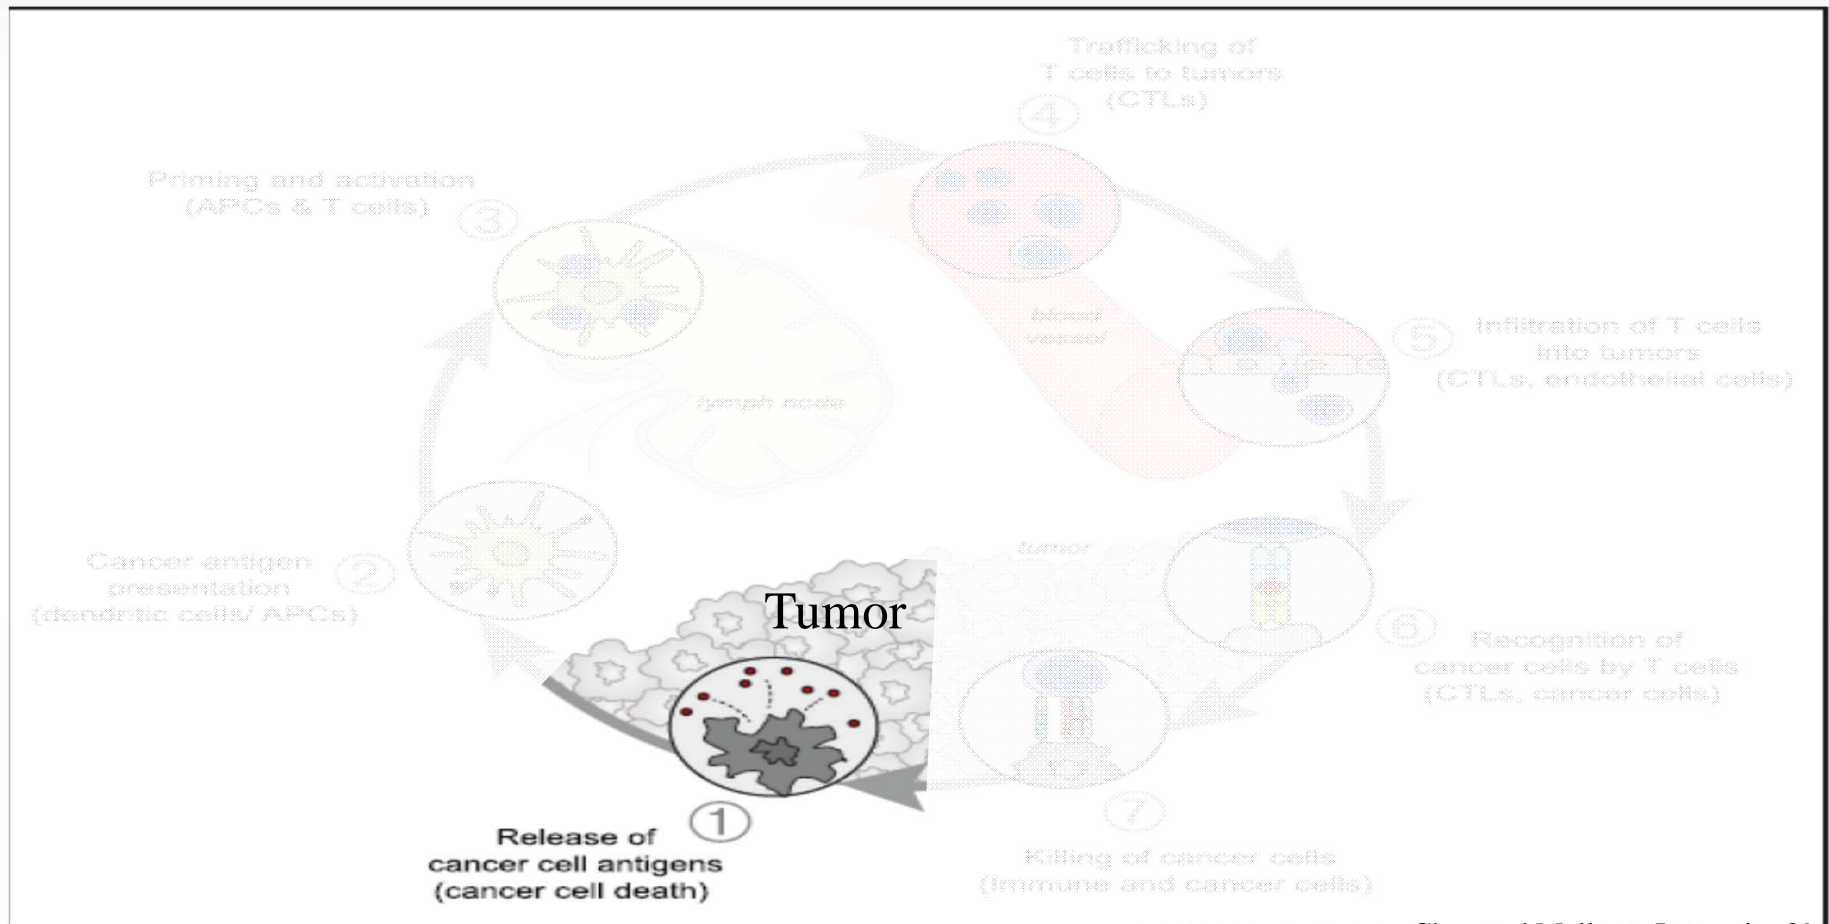 Trafficking of
T cells to tumors
(CTLs)
4
Priming and activation
(APCs & T cells)
3
blood
vessel
5
Infiltration of T cells
into tumors
(CTLs, endothelial cells)
lymph node
Cancer antigen
presentation
(dendritic cells/ APCs)
2
tumor
Tumor
6
Recognition of
cancer cells by T cells
(CTLs, cancer cells)
1
Release of
cancer cell antigens
(cancer cell death)
7
Killing of cancer cells
(Immune and cancer cells)